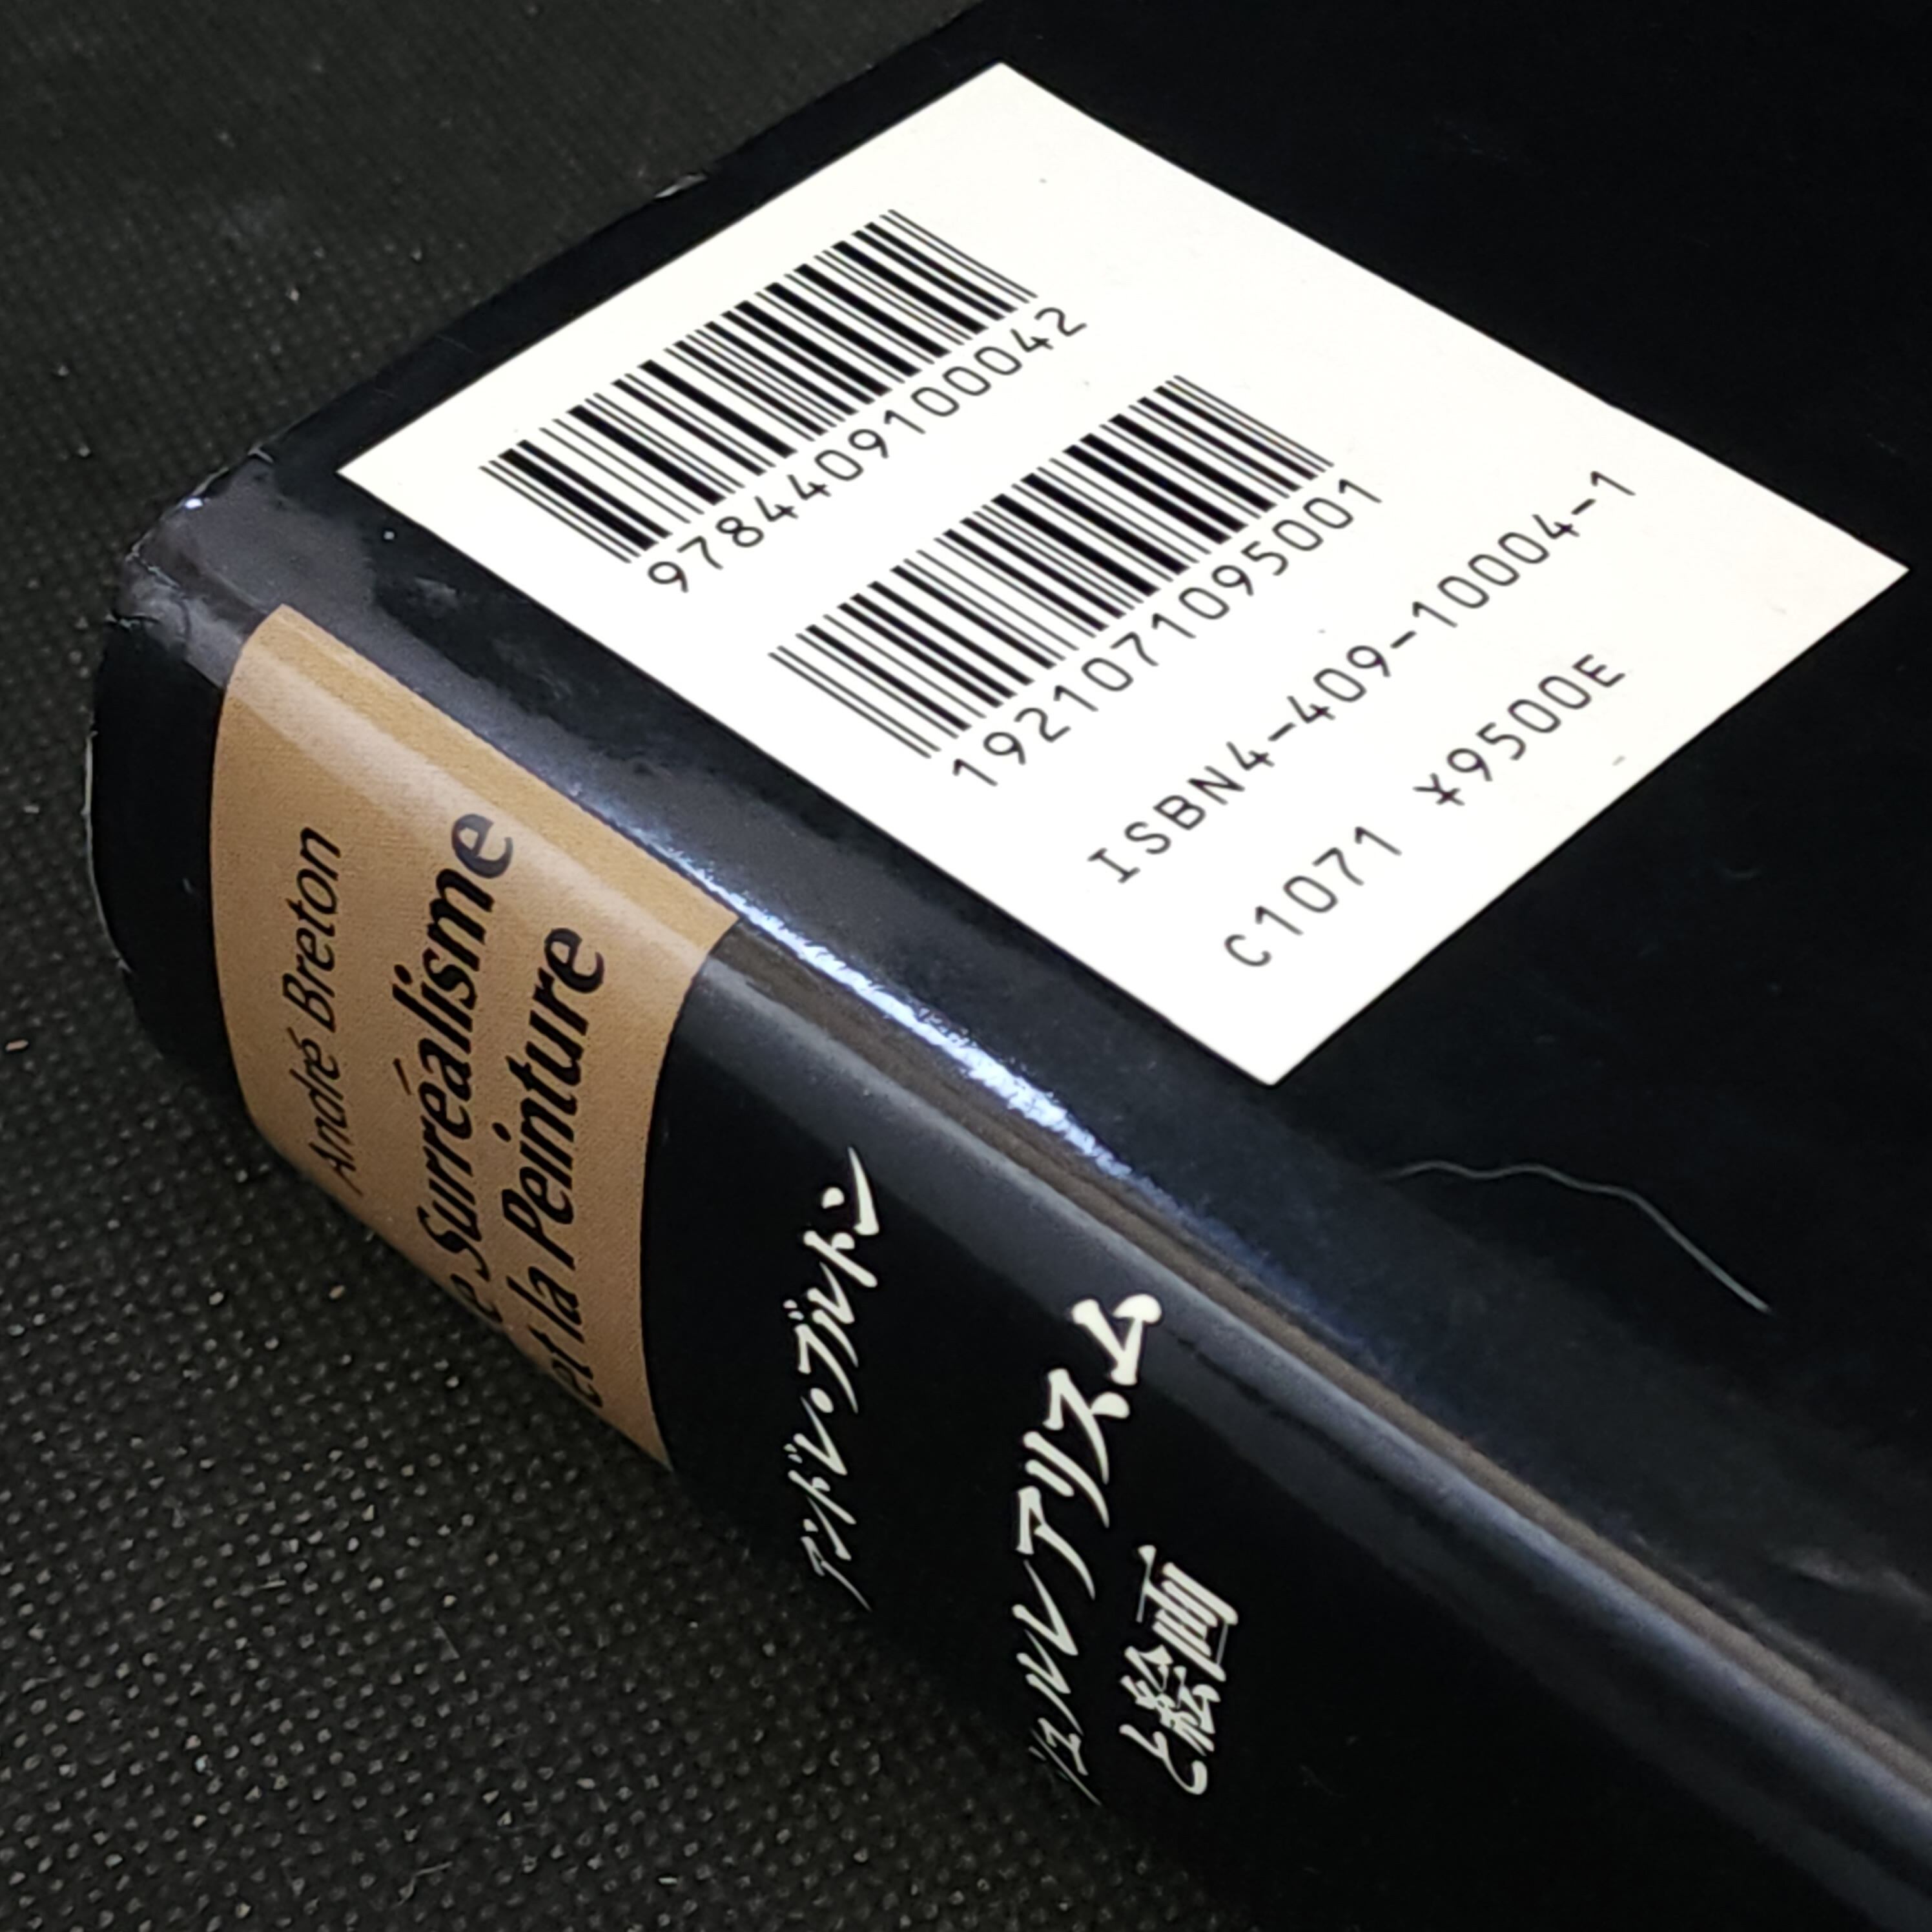 9784409100042
1921071095001
ISBN4-409-10004-1
C1071 ¥9500E
André Breton
e Surréalisme
et la Peinture
アンドレ・ブルトン
シュルレアリスム
と絵画